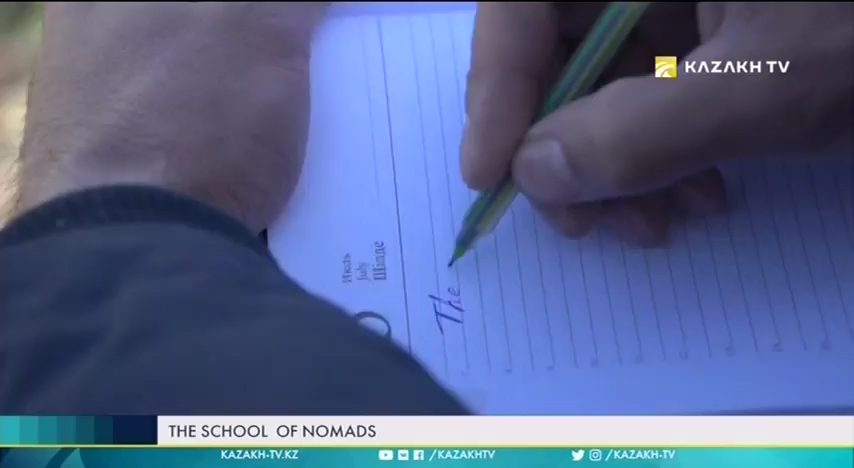 KAZAKH TV
Июль
July
Шілде
The
THE SCHOOL OF NOMADS
KAZAKH-TV.KZ
/KAZAKHTV
/KAZAKH-TV